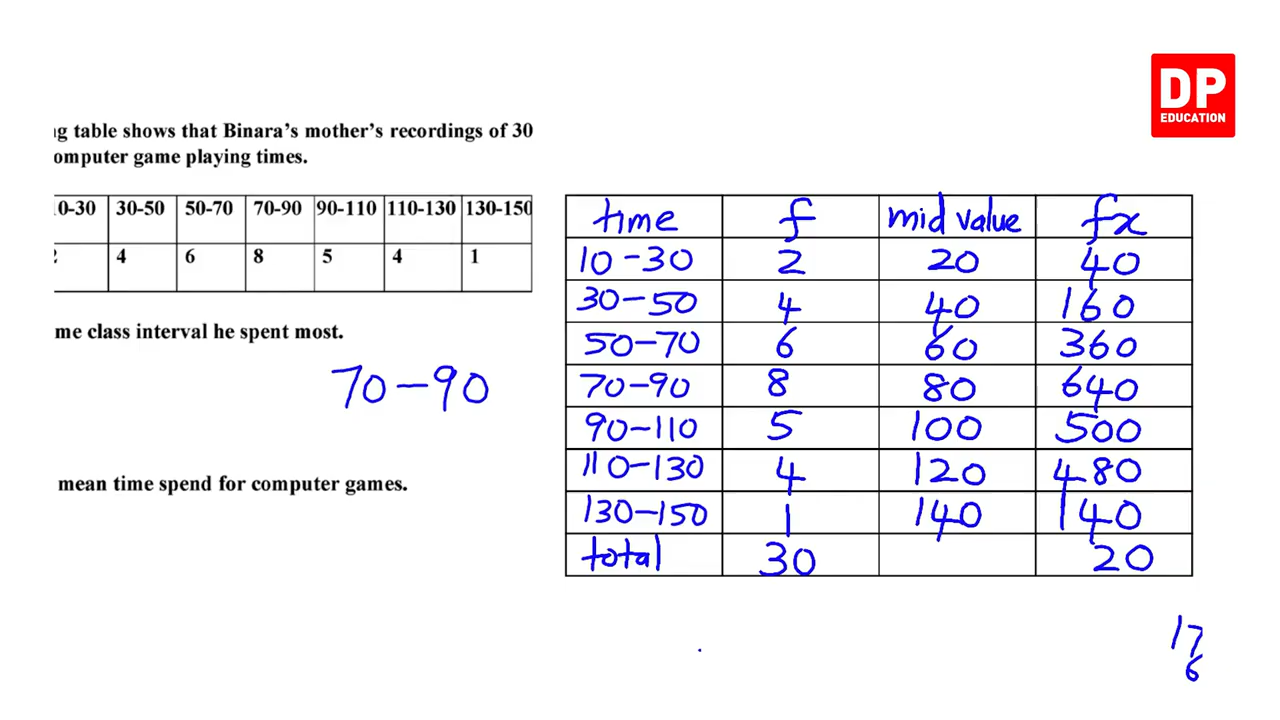 DP
EDUCATION
ng table shows that Binara's mother's recordings of 30
omputer game playing times.
10-30 30-50 50-70 70-90 90-110 110-130 130-150
2 4 6 8 5 4 1
me class interval he spent most.
70-90
mean time spend for computer games.
time f mid value fx
10-30 2 20 40
30-50 4 40 160
50-70 6 60 360
70-90 8 80 640
90-110 5 100 500
110-130 4 120 480
130-150 1 140 140
total 30 20
17
6